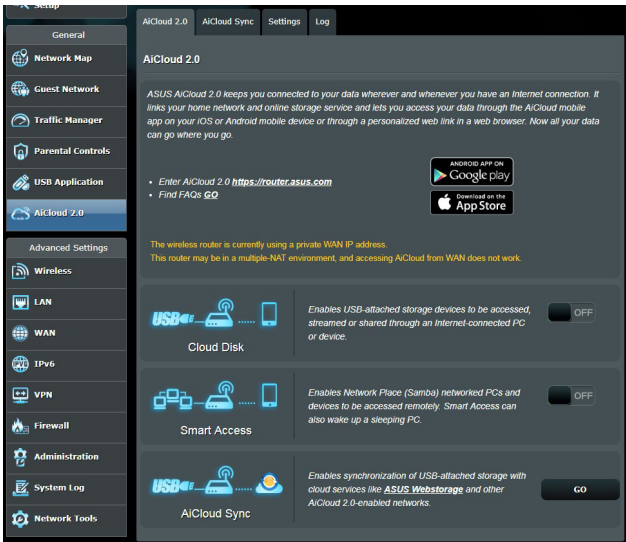 Setup
General
Network Map
Guest Network
Traffic Manager
Parental Controls
USB Application
AiCloud 2.0
Advanced Settings
Wireless
LAN
WAN
IPv6
VPN
Firewall
Administration
System Log
Network Tools
AiCloud 2.0 AiCloud Sync Settings Log
AiCloud 2.0
ASUS AiCloud 2.0 keeps you connected to your data wherever and whenever you have an Internet connection. It
links your home network and online storage service and lets you access your data through the AiCloud mobile
app on your iOS or Android mobile device or through a personalized web link in a web browser. Now all your data
can go where you go.
• Enter AiCloud 2.0 https://router.asus.com
• Find FAQs GO
ANDROID APP ON
Google play
Download on the
App Store
The wireless router is currently using a private WAN IP address.
This router may be in a multiple-NAT environment, and accessing AiCloud from WAN does not work.
USB
Cloud Disk
Enables USB-attached storage devices to be accessed,
streamed or shared through an Internet-connected PC
or device.
OFF
Smart Access
Enables Network Place (Samba) networked PCs and
devices to be accessed remotely. Smart Access can
also wake up a sleeping PC.
OFF
USB
AiCloud Sync
Enables synchronization of USB-attached storage with
cloud services like ASUS Webstorage and other
AiCloud 2.0-enabled networks.
GO